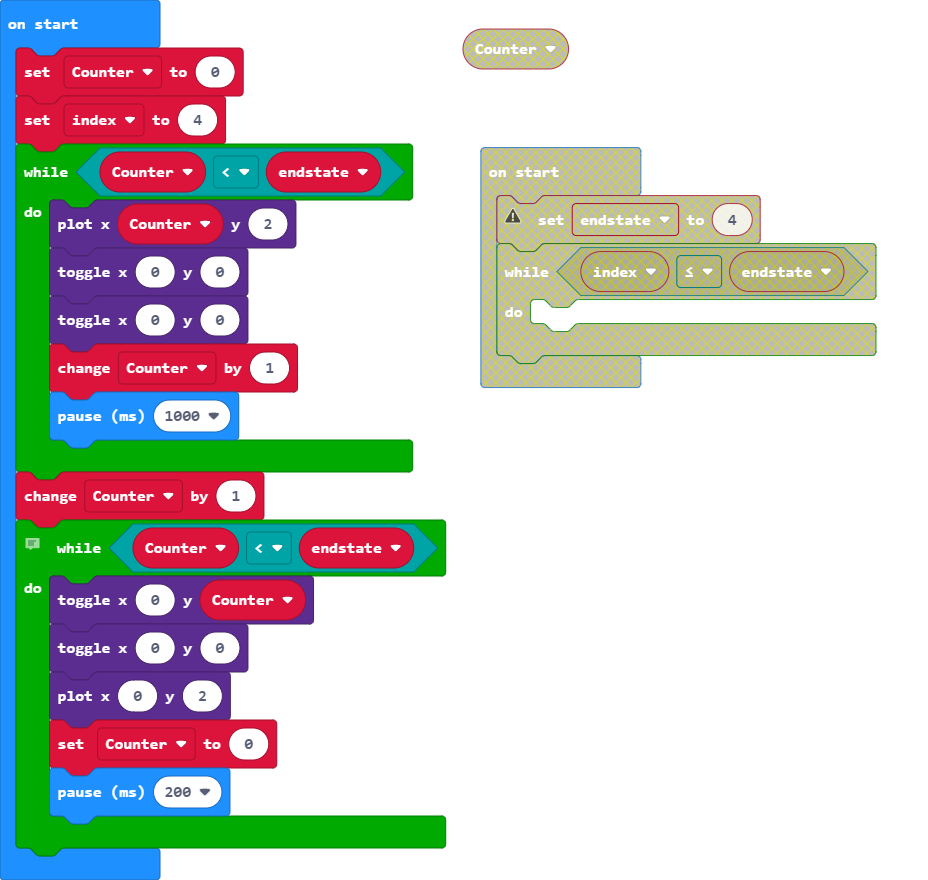 on start
set Counter to 0
set index to 4
while Counter < endstate
do
plot x Counter y 2
toggle x 0 y 0
toggle x 0 y 0
change Counter by 1
pause (ms) 1000
change Counter by 1
while Counter < endstate
do
toggle x 0 y Counter
toggle x 0 y 0
plot x 0 y 2
set Counter to 0
pause (ms) 200
Counter
on start
set endstate to 4
while index ≤ endstate
do